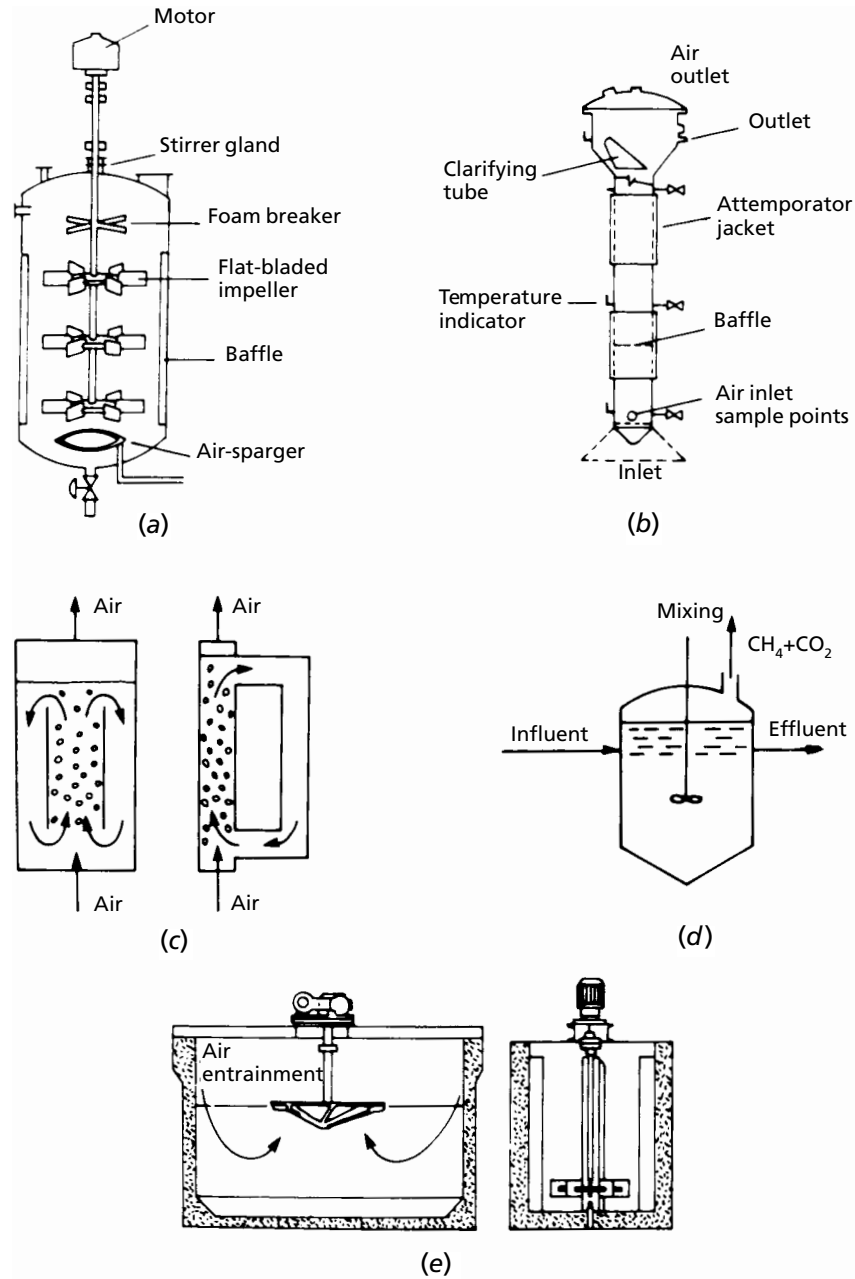 Motor
Stirrer gland
Foam breaker
Flat-bladed
impeller
Baffle
Air-sparger
(a)
Air
outlet
Outlet
Clarifying
tube
Attemporator
jacket
Temperature
indicator
Baffle
Air inlet
sample points
Inlet
(b)
Air
Air
Air
Air
(c)
Mixing
CH₄+CO₂
Influent
Effluent
(d)
Air
entrainment
(e)